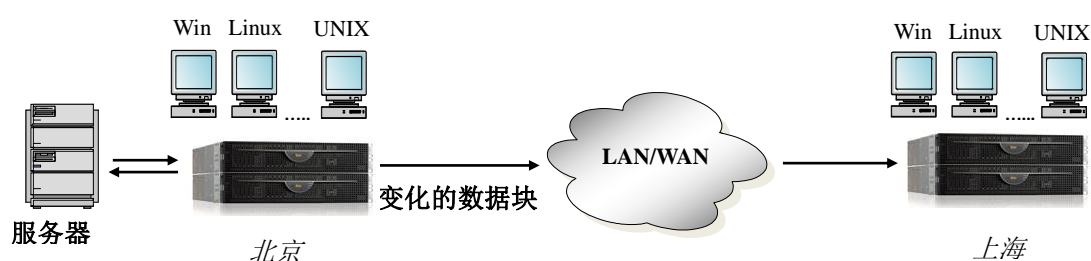 Win Linux UNIX
Win Linux UNIX
.....
......
LAN/WAN
变化的数据块
服务器
北京
上海